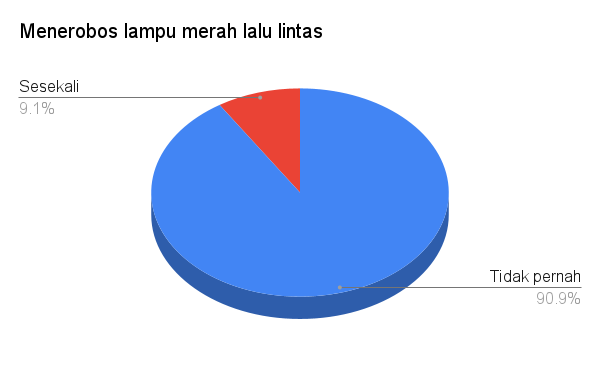 Menerobos lampu merah lalu lintas
Sesekali
9.1%
Tidak pernah
90.9%